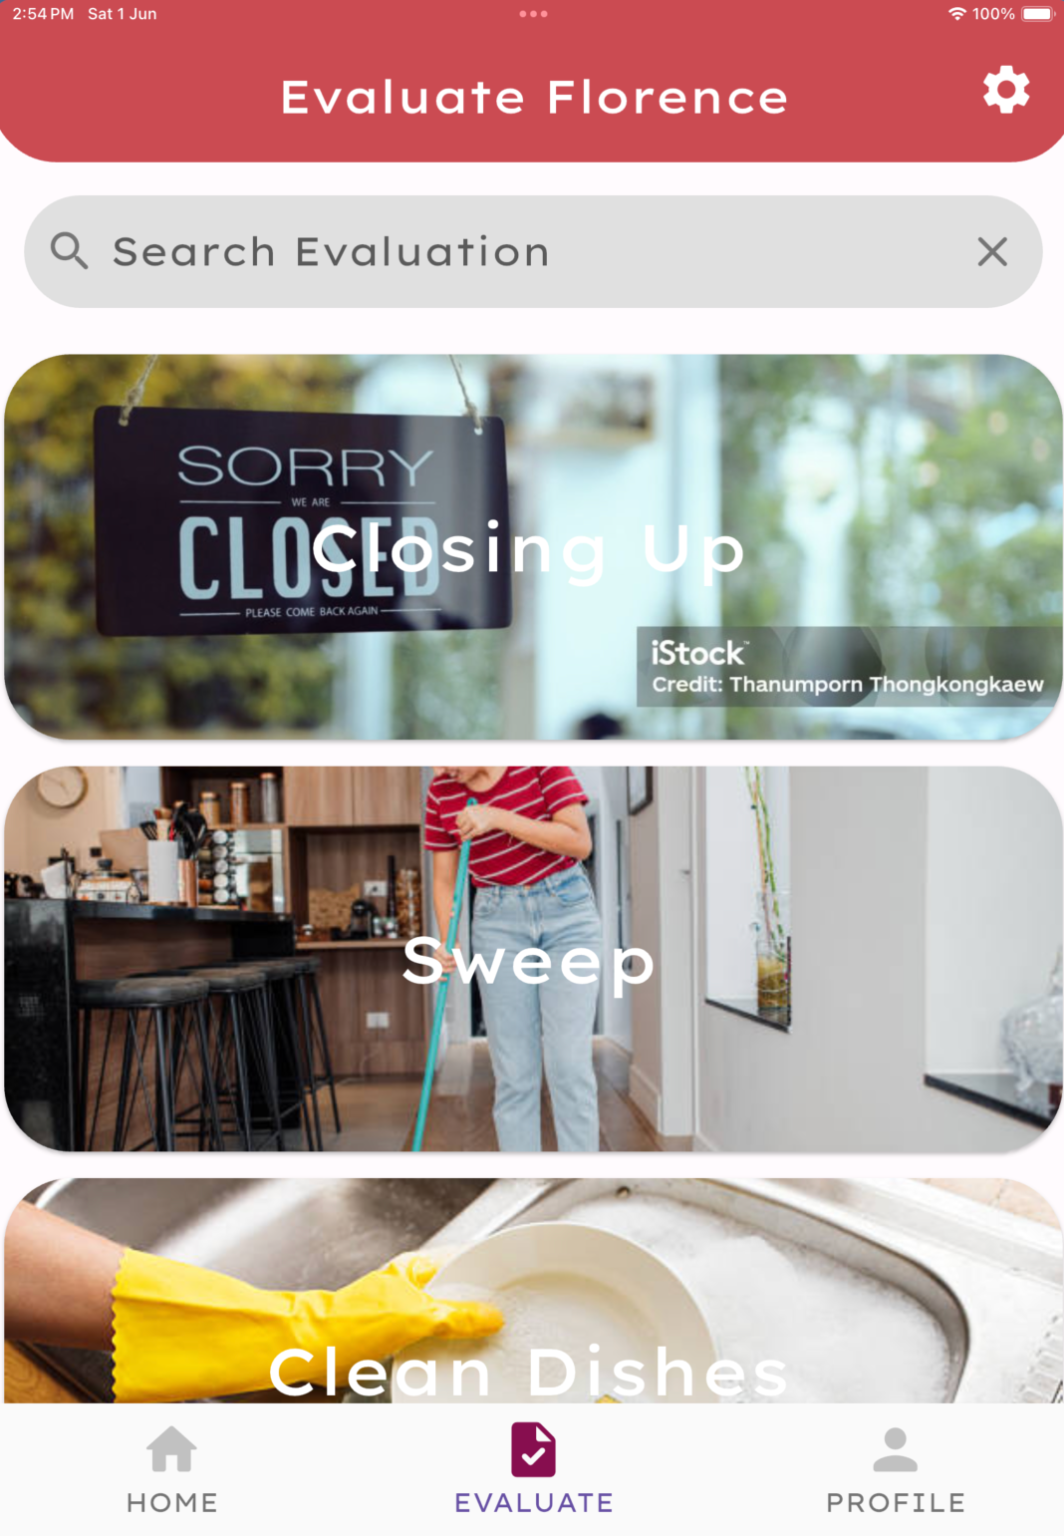 2:54 PM Sat 1 Jun
100%
Evaluate Florence
Search Evaluation
SORRY
WE ARE
CLOSED
PLEASE COME BACK AGAIN
Closing Up
iStock™
Credit: Thanumporn Thongkongkaew
Sweep
Clean Dishes
HOME
EVALUATE
PROFILE